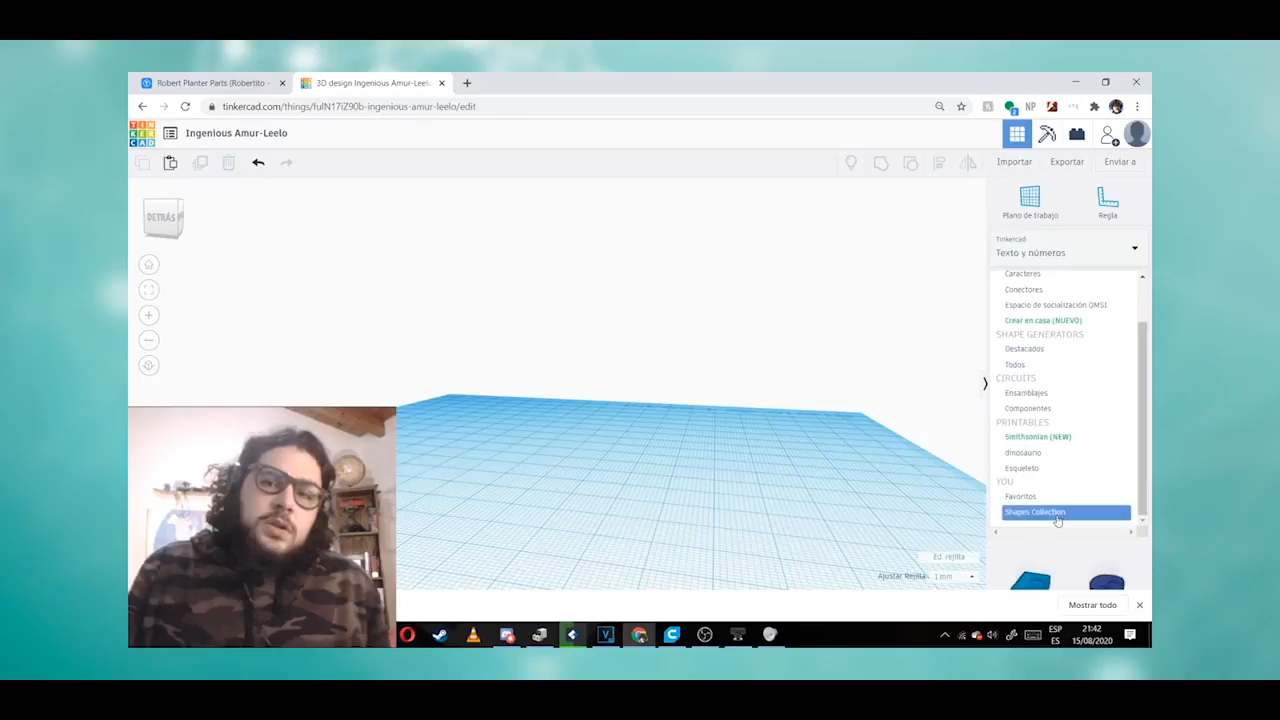 Robert Planter Parts (Robertito -
3D design Ingenious Amur-Leelo
tinkercad.com/things/fulN17iZ90b-ingenious-amur-leelo/edit
NP
TIN
KER
CAD
Ingenious Amur-Leelo
Importar
Exportar
Enviar a
DETRÁS
Plano de trabajo
Regla
Tinkercad
Texto y números
Caracteres
Conectores
Espacio de socialización QMSI
Crear en casa (NUEVO)
SHAPE GENERATORS
Destacados
Todos
CIRCUITS
Ensamblajes
Componentes
PRINTABLES
Smithsonian (NEW)
dinosaurio
Esqueleto
YOU
Favoritos
Shapes Collection
Ed. rejilla
Ajustar Rejilla
1 mm
Mostrar todo
ESP
ES
21:42
15/08/2020